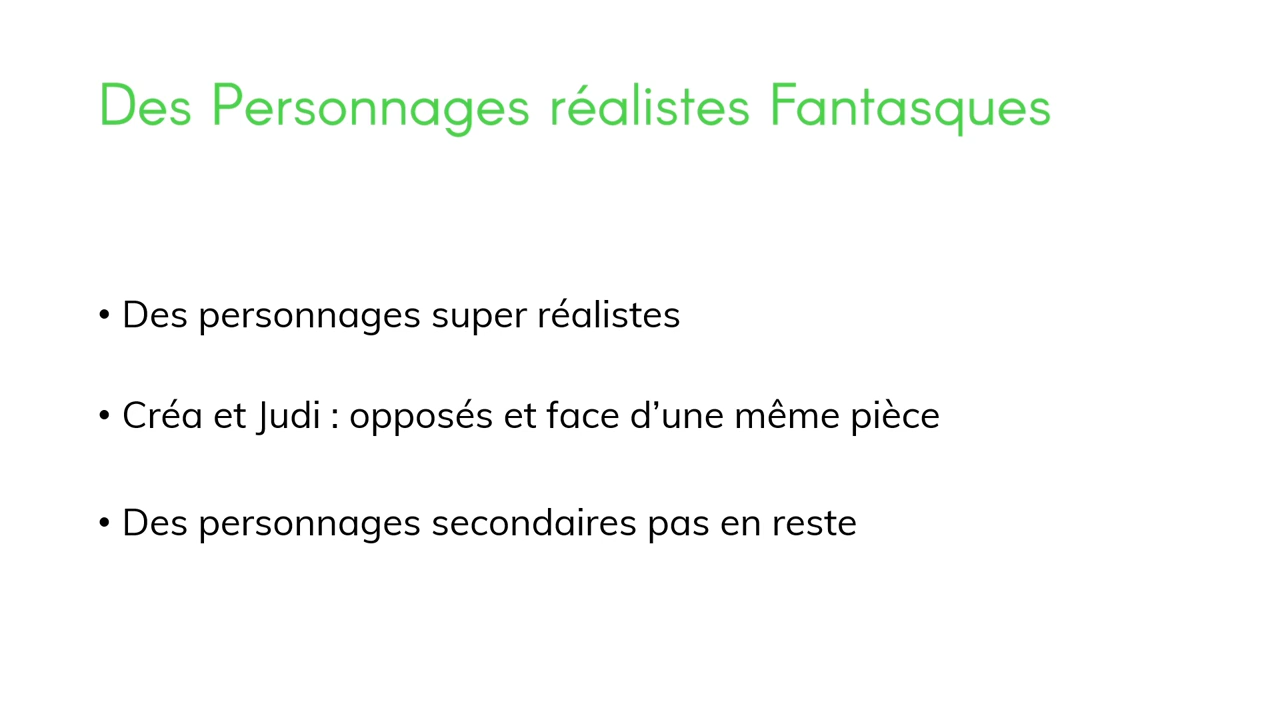 Des Personnages réalistes Fantasques
• Des personnages super réalistes
• Créa et Judi : opposés et face d’une même pièce
• Des personnages secondaires pas en reste